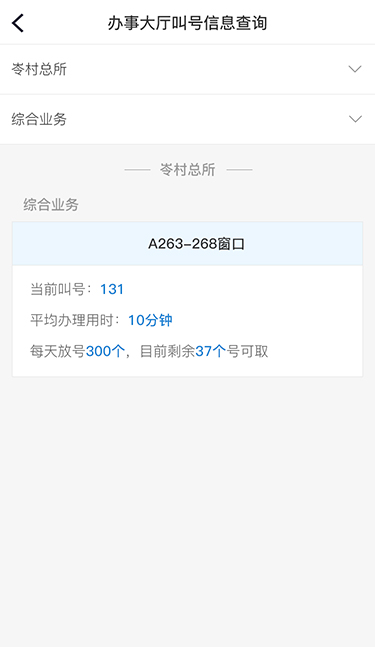 办事大厅叫号信息查询
岑村总所
综合业务
岑村总所
综合业务
A263-268窗口
当前叫号：131
平均办理用时：10分钟
每天放号300个，目前剩余37个号可取